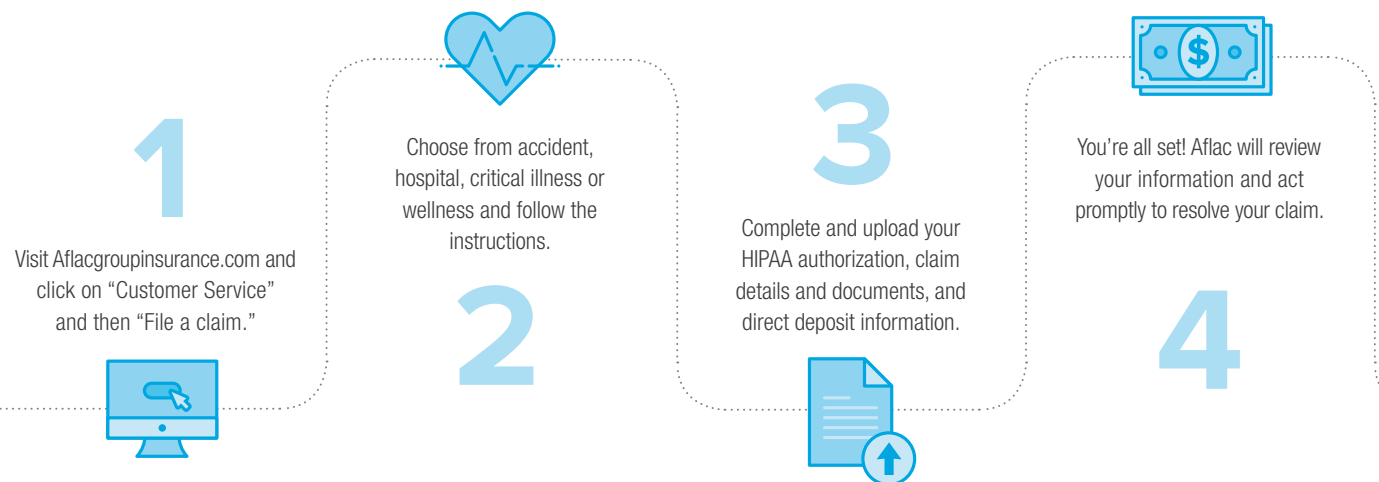 1
Visit Aflacgroupinsurance.com and
click on “Customer Service”
and then “File a claim.”
Choose from accident,
hospital, critical illness or
wellness and follow the
instructions.
2
3
Complete and upload your
HIPAA authorization, claim
details and documents, and
direct deposit information.
$
You’re all set! Aflac will review
your information and act
promptly to resolve your claim.
4